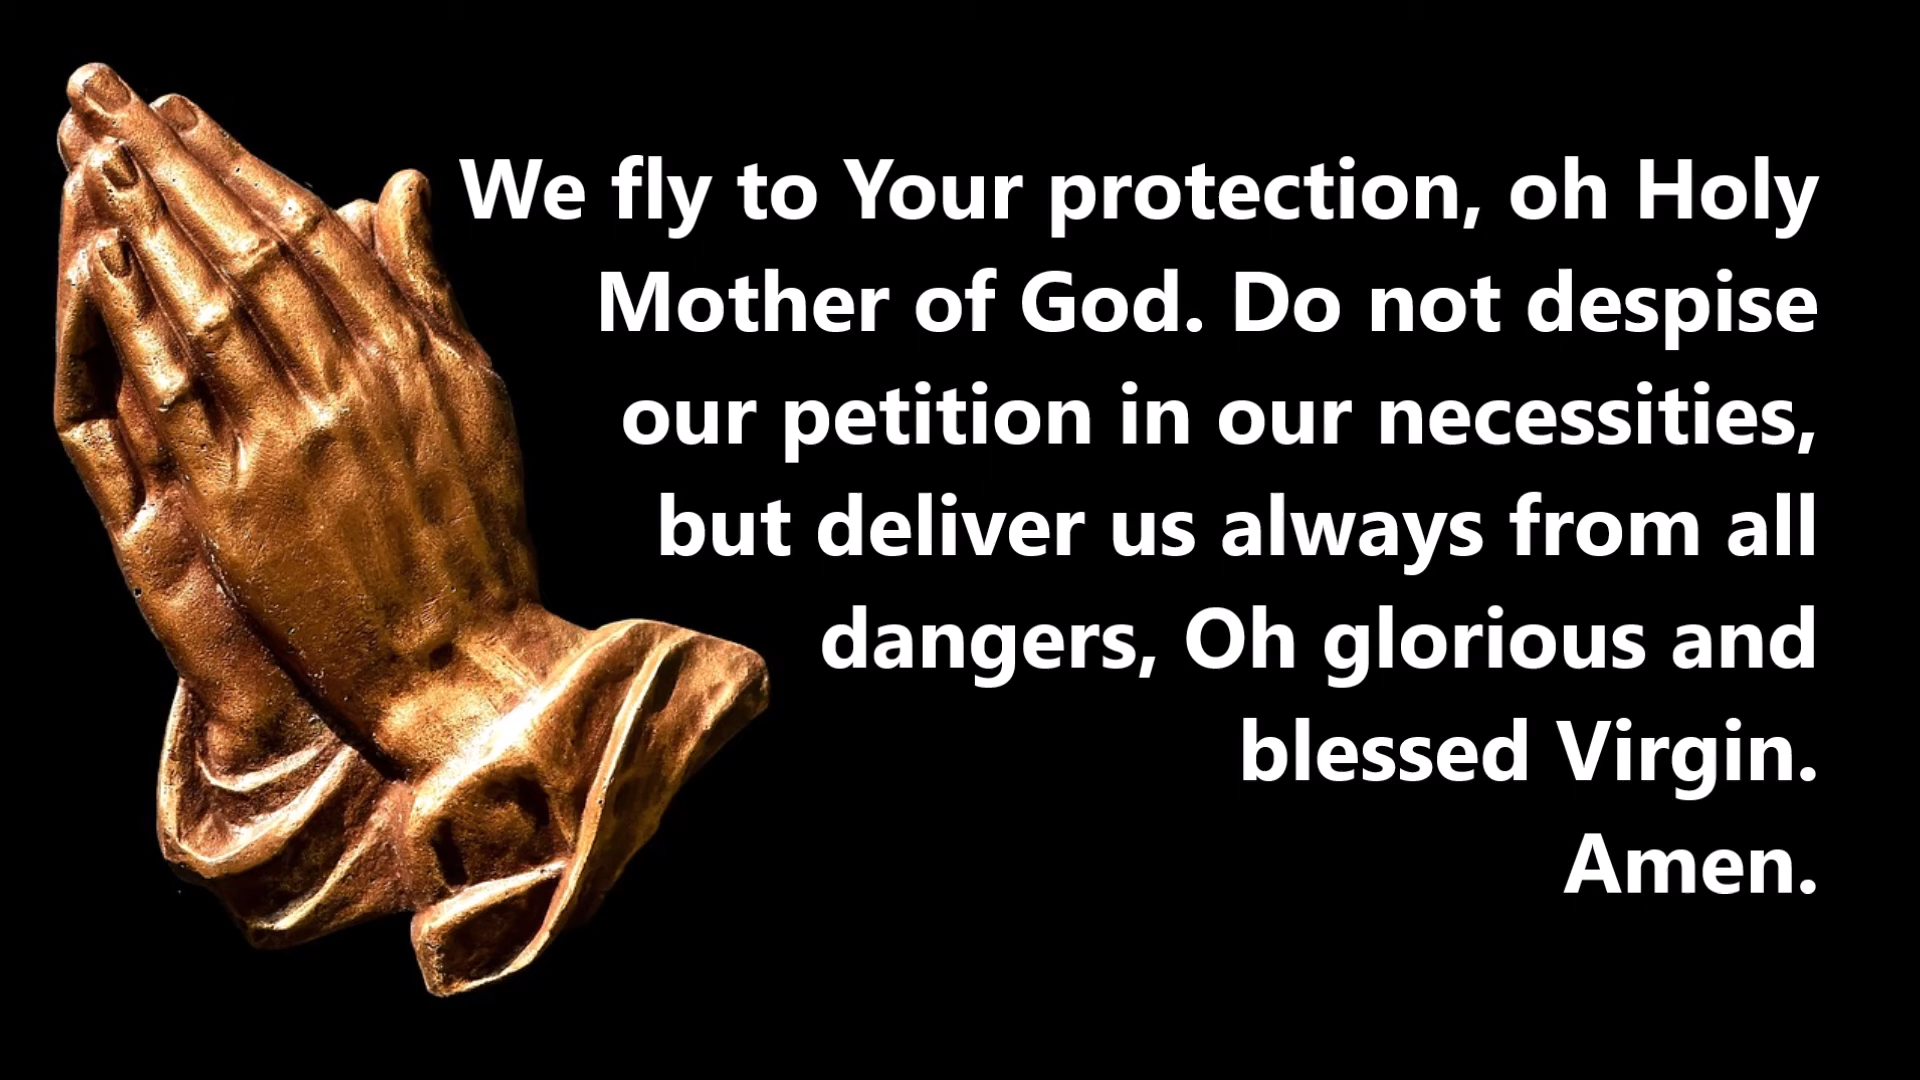 We fly to Your protection, oh Holy
Mother of God. Do not despise
our petition in our necessities,
but deliver us always from all
dangers, Oh glorious and
blessed Virgin.
Amen.